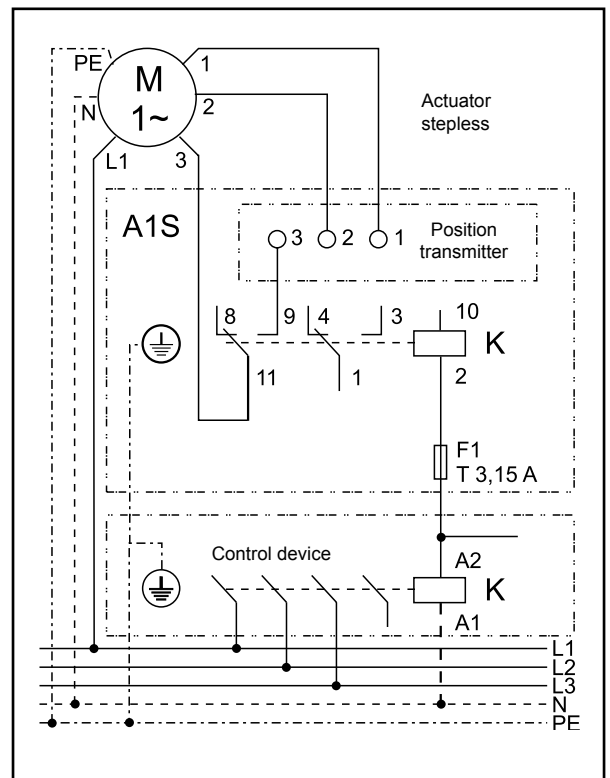 PE
1
M
1~
N
2
L1
3
Actuator
stepless
A1S
3
2
1
Position
transmitter
8
9
4
3
10
K
11
1
2
F1
T 3,15 A
Control device
A2
K
A1
L1
L2
L3
N
PE